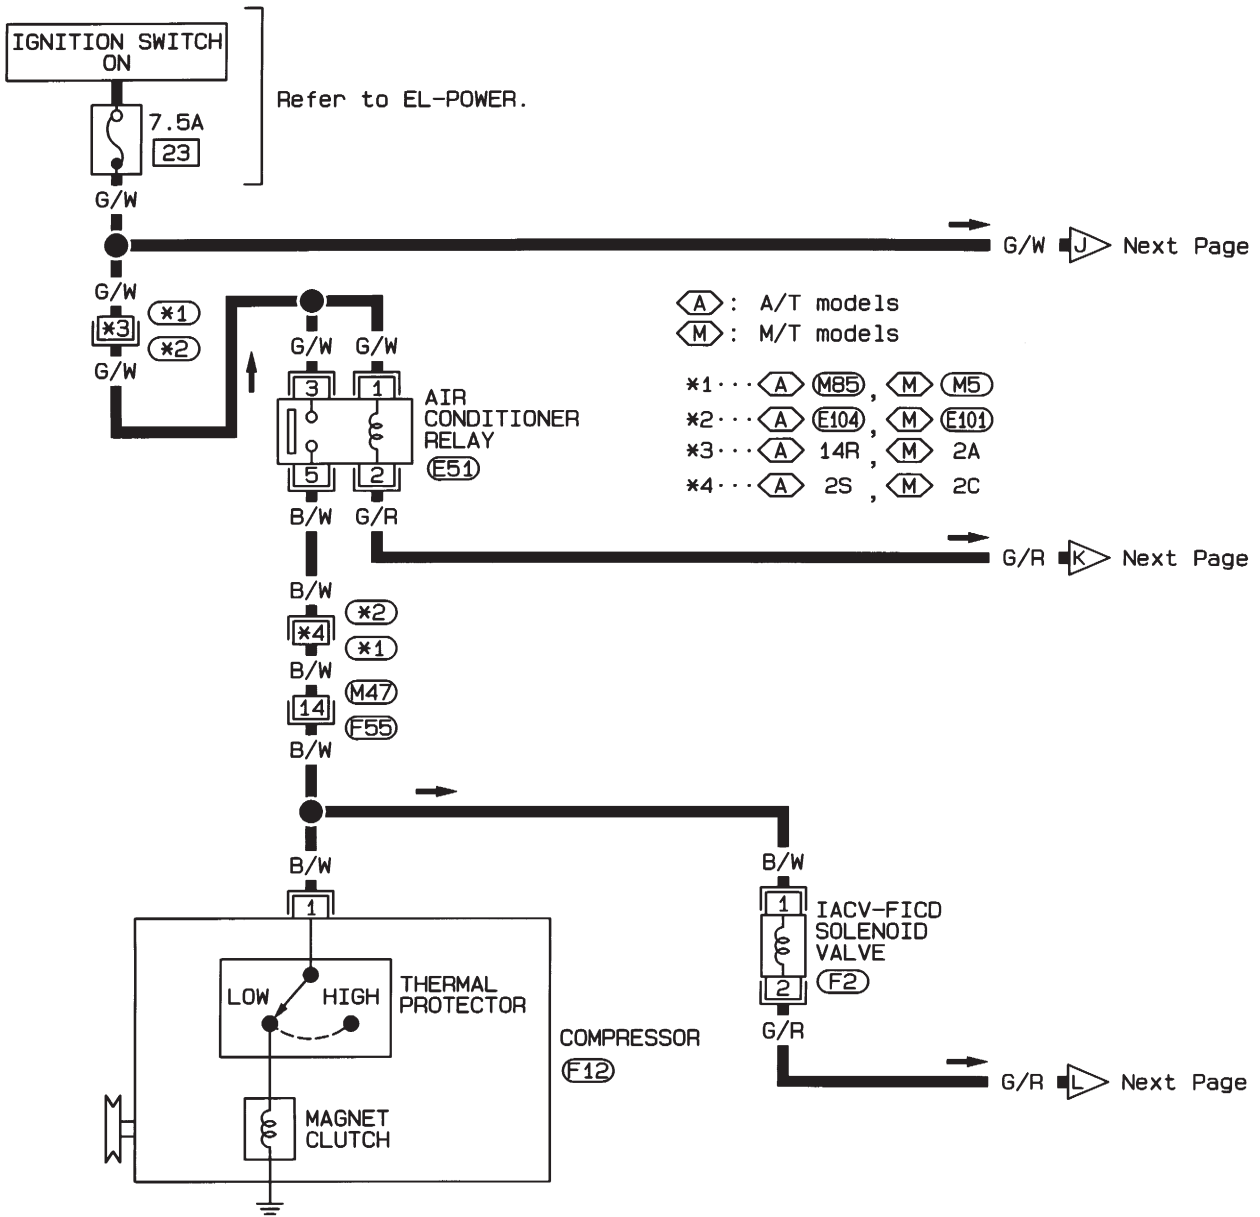 IGNITION SWITCH
ON
Refer to EL-POWER.
7.5A
23
G/W
G/W J Next Page
G/W
*3 *1
*2
G/W
G/W G/W
3 1
AIR
CONDITIONER
RELAY
E51
5 2
B/W G/R
A : A/T models
M : M/T models
*1··· A M85 , M M5
*2··· A E104 , M E101
*3··· A 14R , M 2A
*4··· A 2S , M 2C
G/R K Next Page
B/W
*4 *2
*1
B/W
14 M47
F55
B/W
B/W
1
B/W
1
IACV-FICD
SOLENOID
VALVE
F2
2
G/R
G/R L Next Page
LOW HIGH
THERMAL
PROTECTOR
COMPRESSOR
F12
MAGNET
CLUTCH